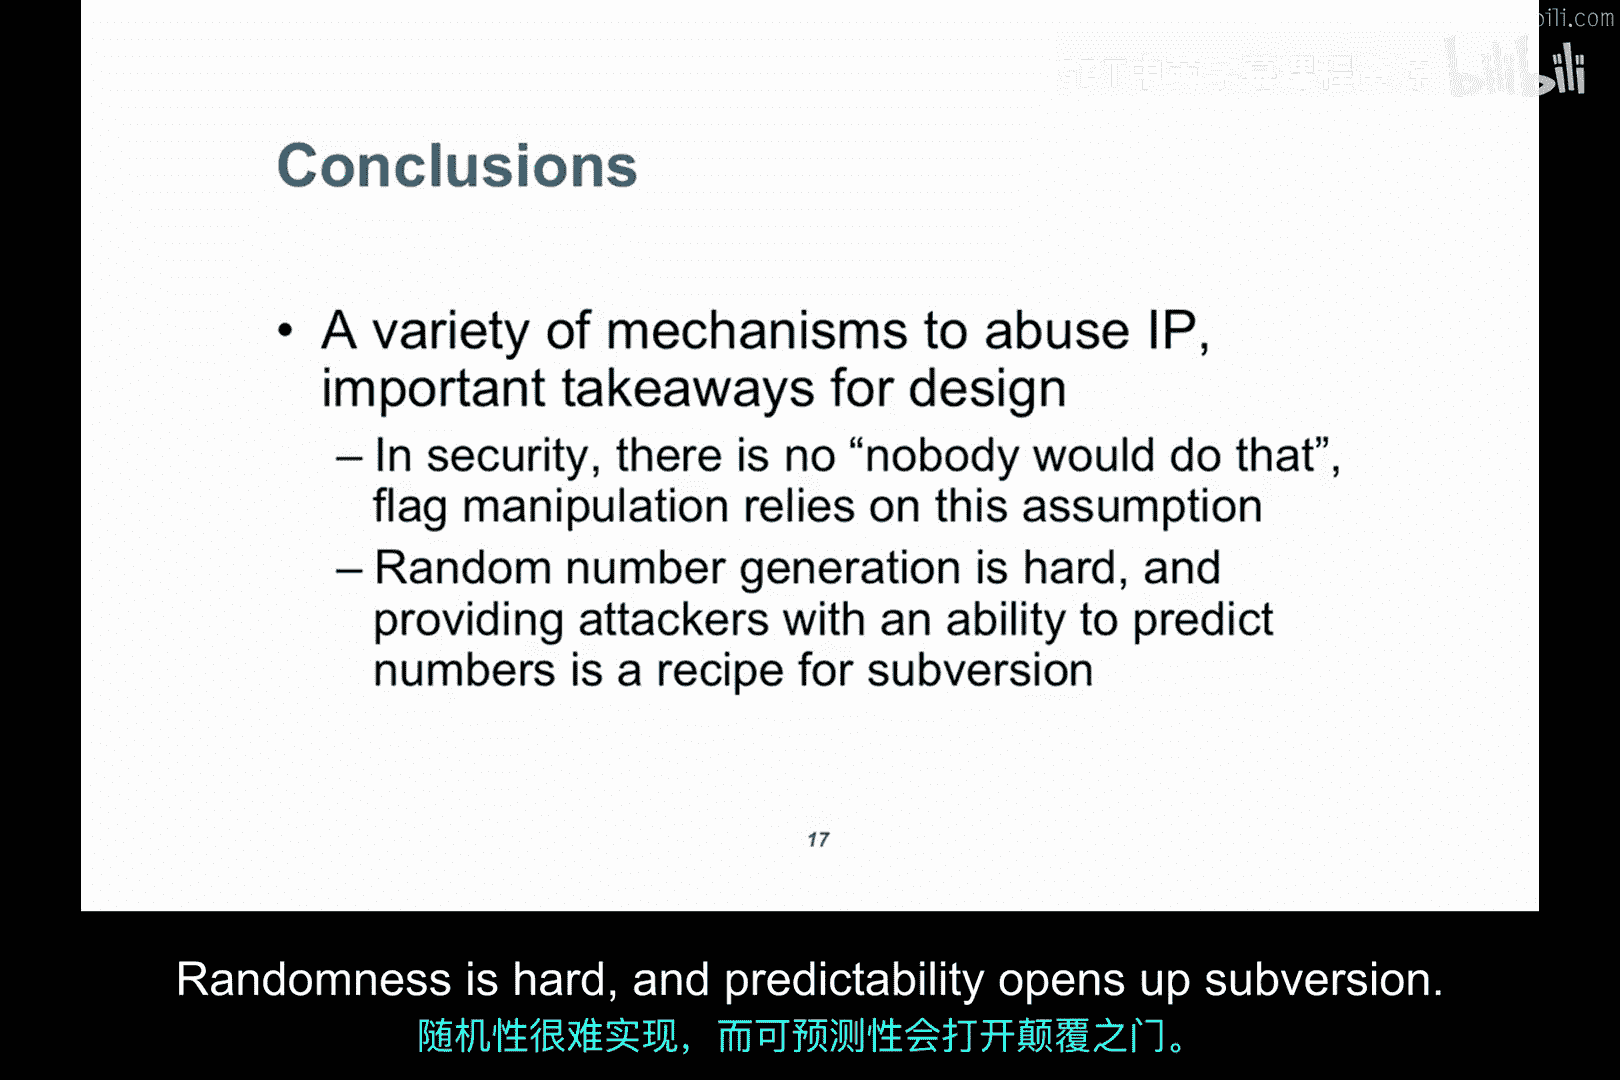 bili.com
bilibili
Conclusions
• A variety of mechanisms to abuse IP,
important takeaways for design
– In security, there is no “nobody would do that”,
flag manipulation relies on this assumption
– Random number generation is hard, and
providing attackers with an ability to predict
numbers is a recipe for subversion
17
Randomness is hard, and predictability opens up subversion.
随机性很难实现，而可预测性会打开颠覆之门。